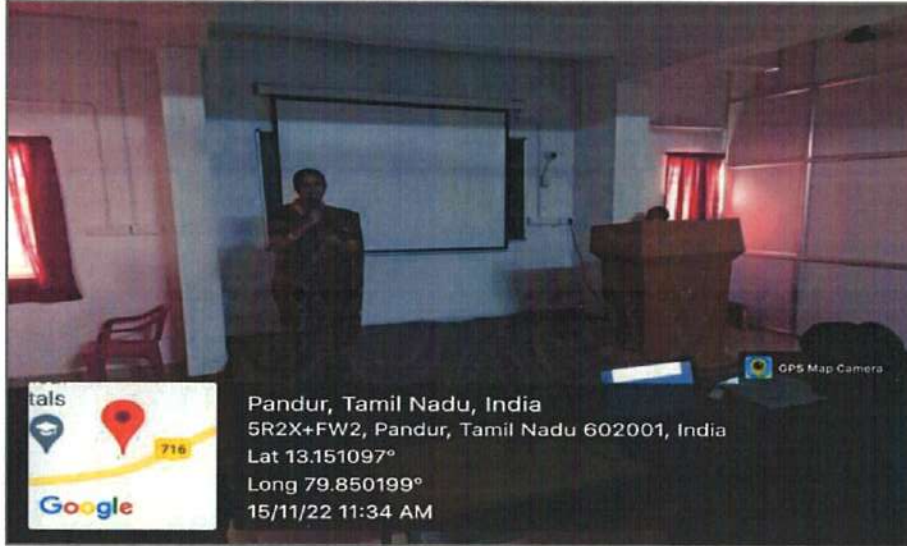 GPS Map Camera
tals
716
Google
Pandur, Tamil Nadu, India
5R2X+FW2, Pandur, Tamil Nadu 602001, India
Lat 13.151097°
Long 79.850199°
15/11/22 11:34 AM